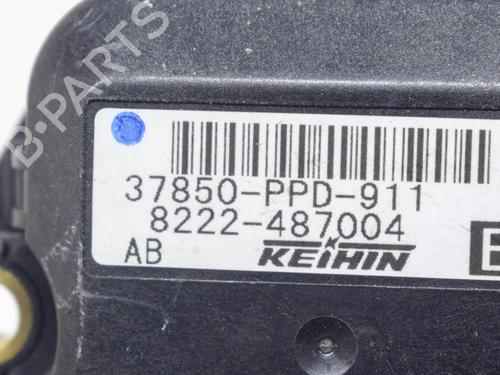 B-PARTS
37850-PPD-911
8222-487004
AB KEIHIN